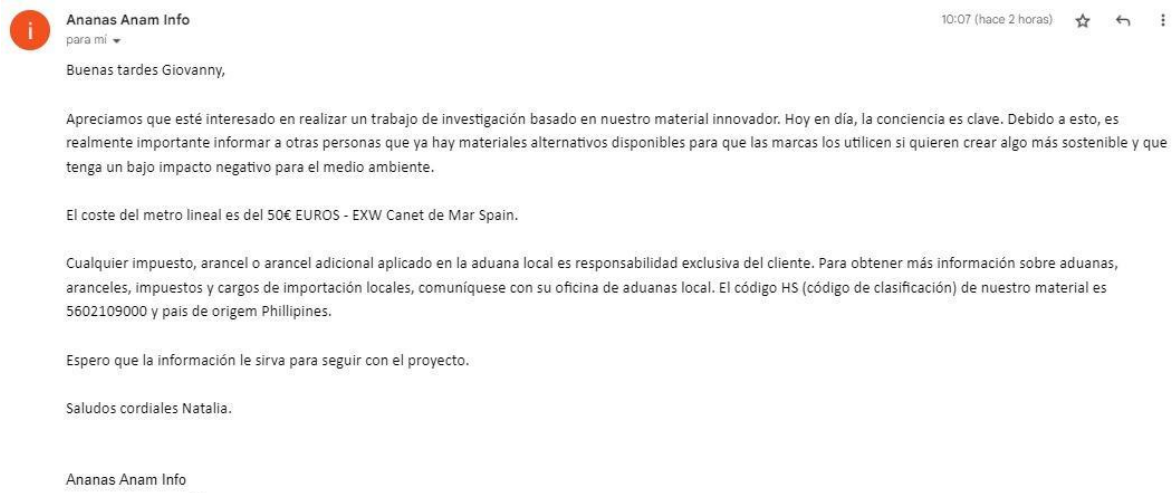 i
Ananas Anam Info
10:07 (hace 2 horas)
para mí
Buenas tardes Giovanny,
Apreciamos que esté interesado en realizar un trabajo de investigación basado en nuestro material innovador. Hoy en día, la conciencia es clave. Debido a esto, es
realmente importante informar a otras personas que ya hay materiales alternativos disponibles para que las marcas los utilicen si quieren crear algo más sostenible y que
tenga un bajo impacto negativo para el medio ambiente.
El coste del metro lineal es del 50€ EUROS - EXW Canet de Mar Spain.
Cualquier impuesto, arancel o arancel adicional aplicado en la aduana local es responsabilidad exclusiva del cliente. Para obtener más información sobre aduanas,
aranceles, impuestos y cargos de importación locales, comuníquese con su oficina de aduanas local. El código HS (código de clasificación) de nuestro material es
5602109000 y pais de origem Phillipines.
Espero que la información le sirva para seguir con el proyecto.
Saludos cordiales Natalia.
Ananas Anam Info